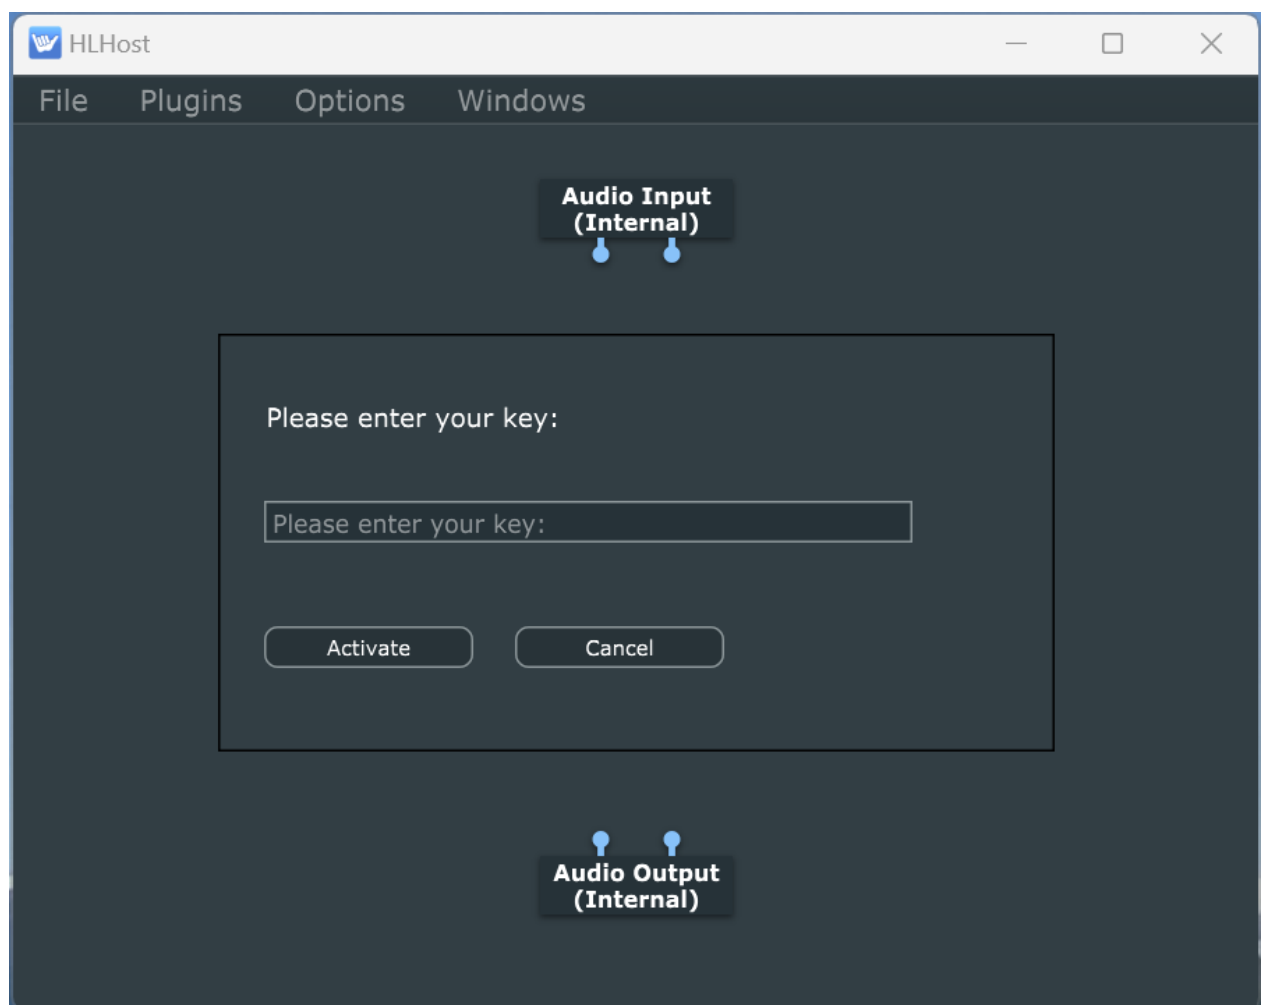 HLHost
File Plugins Options Windows
Audio Input
(Internal)
Please enter your key:
Please enter your key:
Activate Cancel
Audio Output
(Internal)